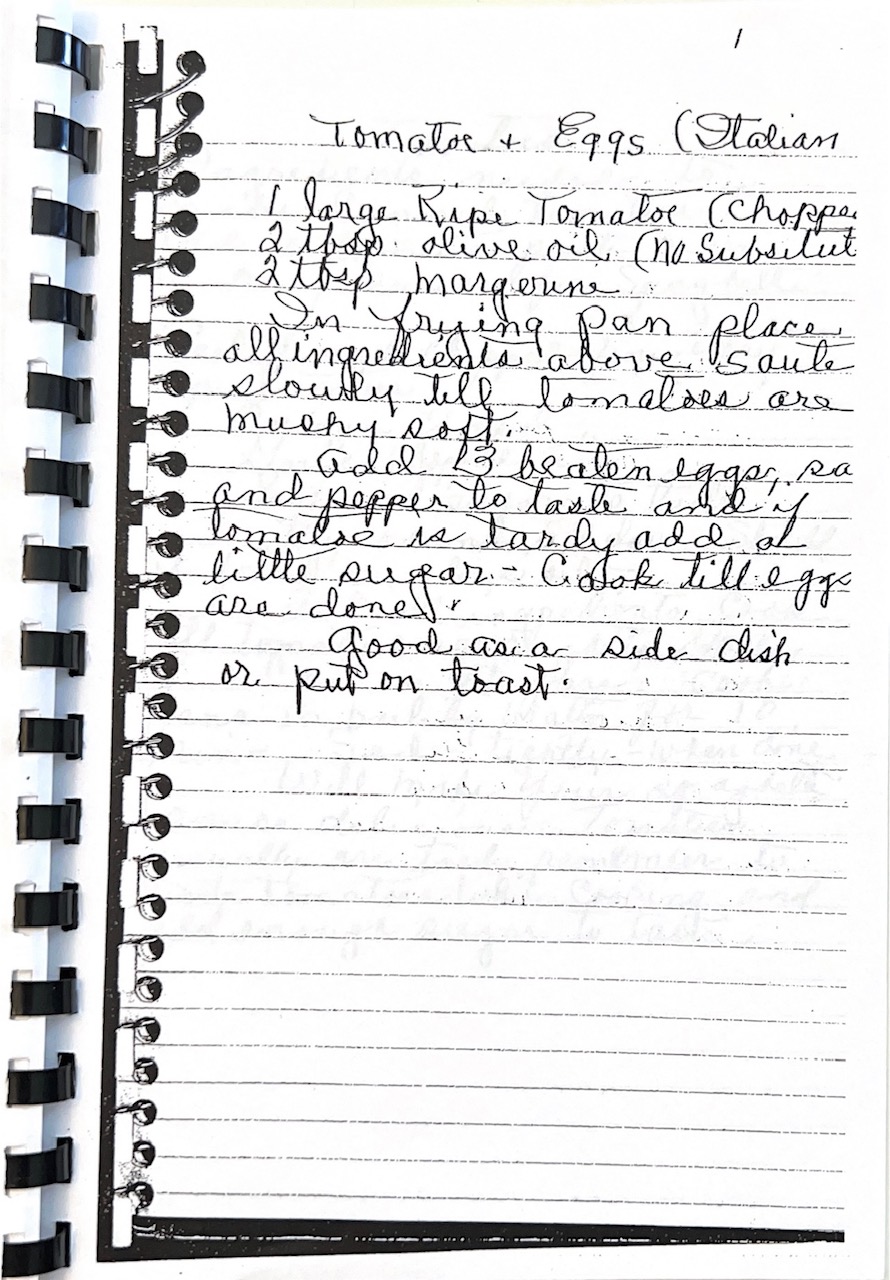 1
Tomatoe + Eggs (Italian
1 large Ripe Tomatoe (Choppe
2 tbsp olive oil (No Subsitut
2 tbsp margerine
In frying pan place
all ingredients above. Saute
slowly till tomatoes are
mushy soft.
add 3 beaten eggs, sa
and pepper to taste and if
tomatoe is tardy add a
little sugar - Cook till eggs
are done.
Good as a side dish
or put on toast.